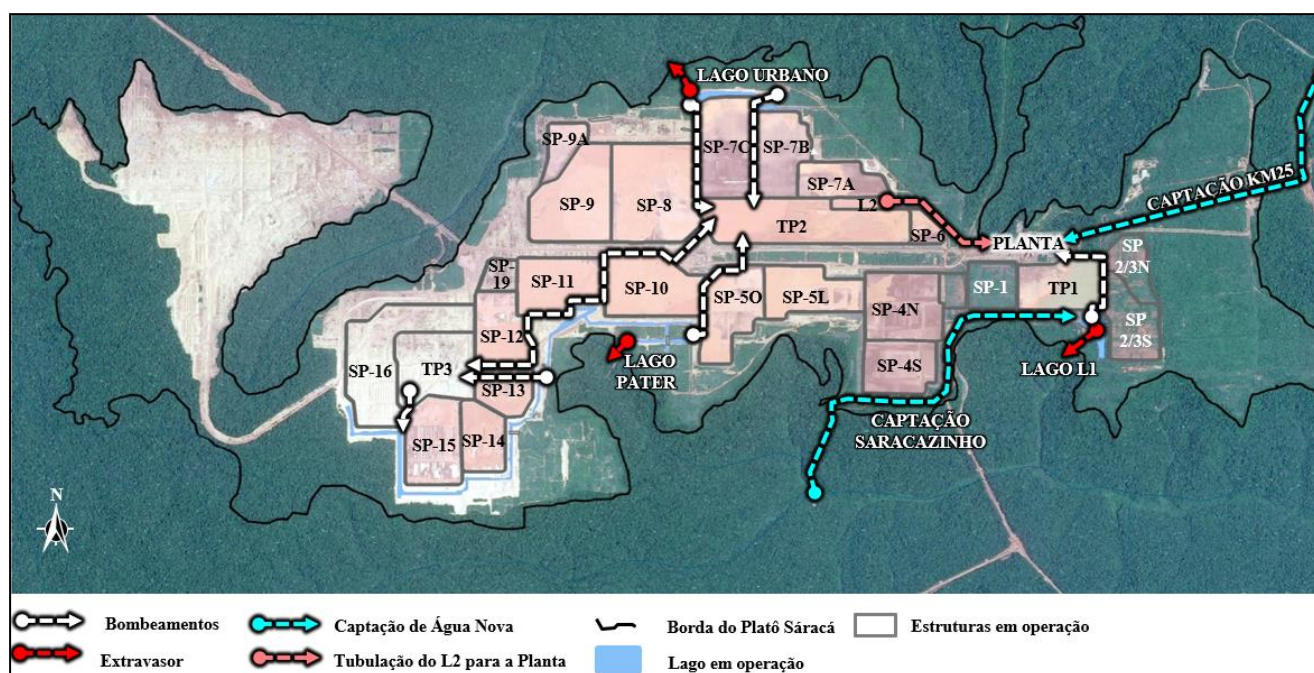 LAGO URBANO
SP-9A
SP-7C
SP-7B
CAPTAÇÃO KM25
SP-9
SP-8
SP-7A
L2
TP2
SP-6
PLANTA
SP
2/3N
SP-
19
SP-11
SP-10
SP-5O
SP-5L
SP-4N
SP-1
TP1
SP-12
SP
2/3S
LAGO
PATER
LAGO L1
SP-16
TP3
SP-4S
SP-13
CAPTAÇÃO
SARACAZINHO
SP-15
SP-14
N
Bombeamentos
Captação de Água Nova
Borda do Platô Sáracá
Estruturas em operação
Extravasor
Tubulação do L2 para a Planta
Lago em operação